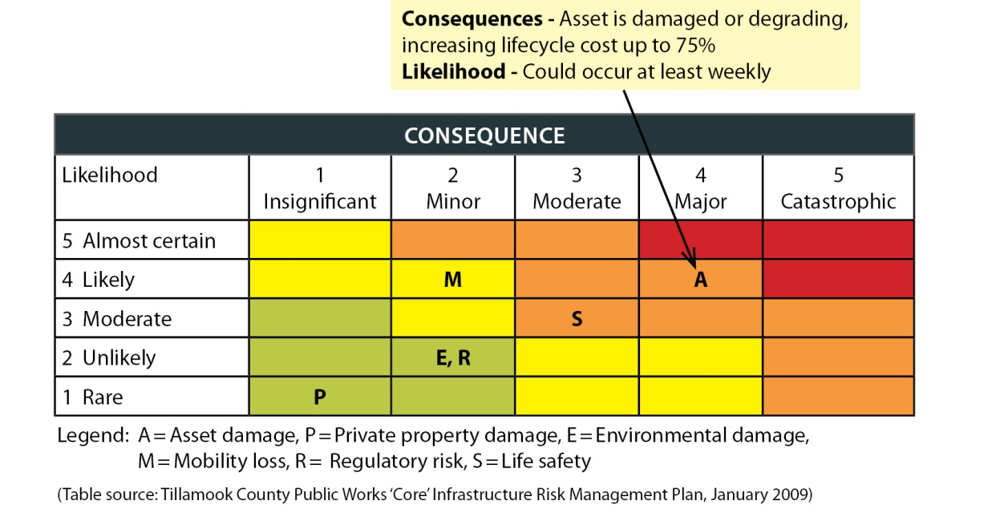 Consequences - Asset is damaged or degrading,
increasing lifecycle cost up to 75%
Likelihood - Could occur at least weekly
CONSEQUENCE
Likelihood 1 2 3 4 5
Insignificant Minor Moderate Major Catastrophic
5 Almost certain
4 Likely M A
3 Moderate S
2 Unlikely E, R
1 Rare P
Legend: A = Asset damage, P = Private property damage, E = Environmental damage,
M = Mobility loss, R = Regulatory risk, S = Life safety
(Table source: Tillamook County Public Works ‘Core’ Infrastructure Risk Management Plan, January 2009)